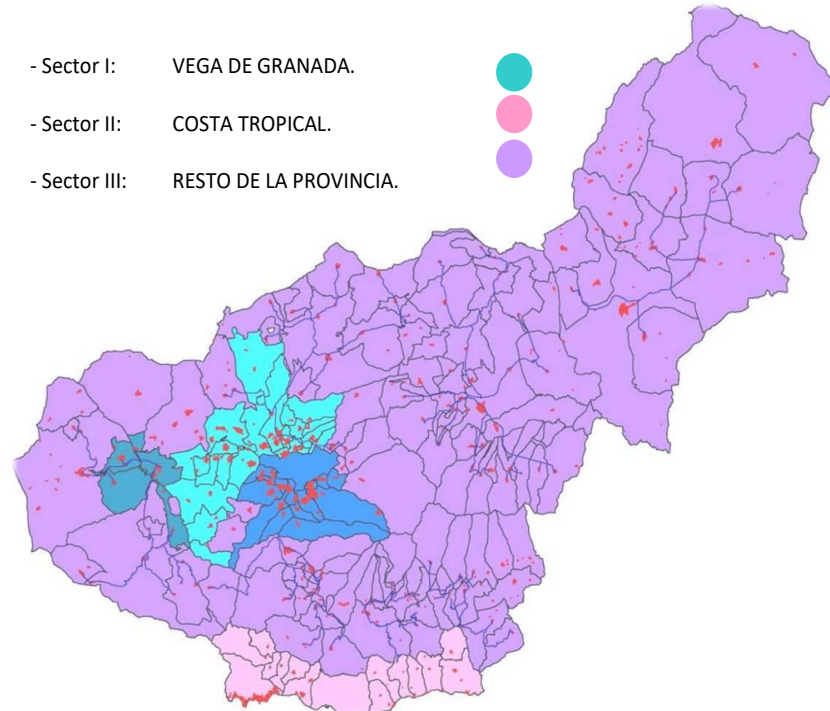 - Sector I: VEGA DE GRANADA.
- Sector II: COSTA TROPICAL.
- Sector III: RESTO DE LA PROVINCIA.